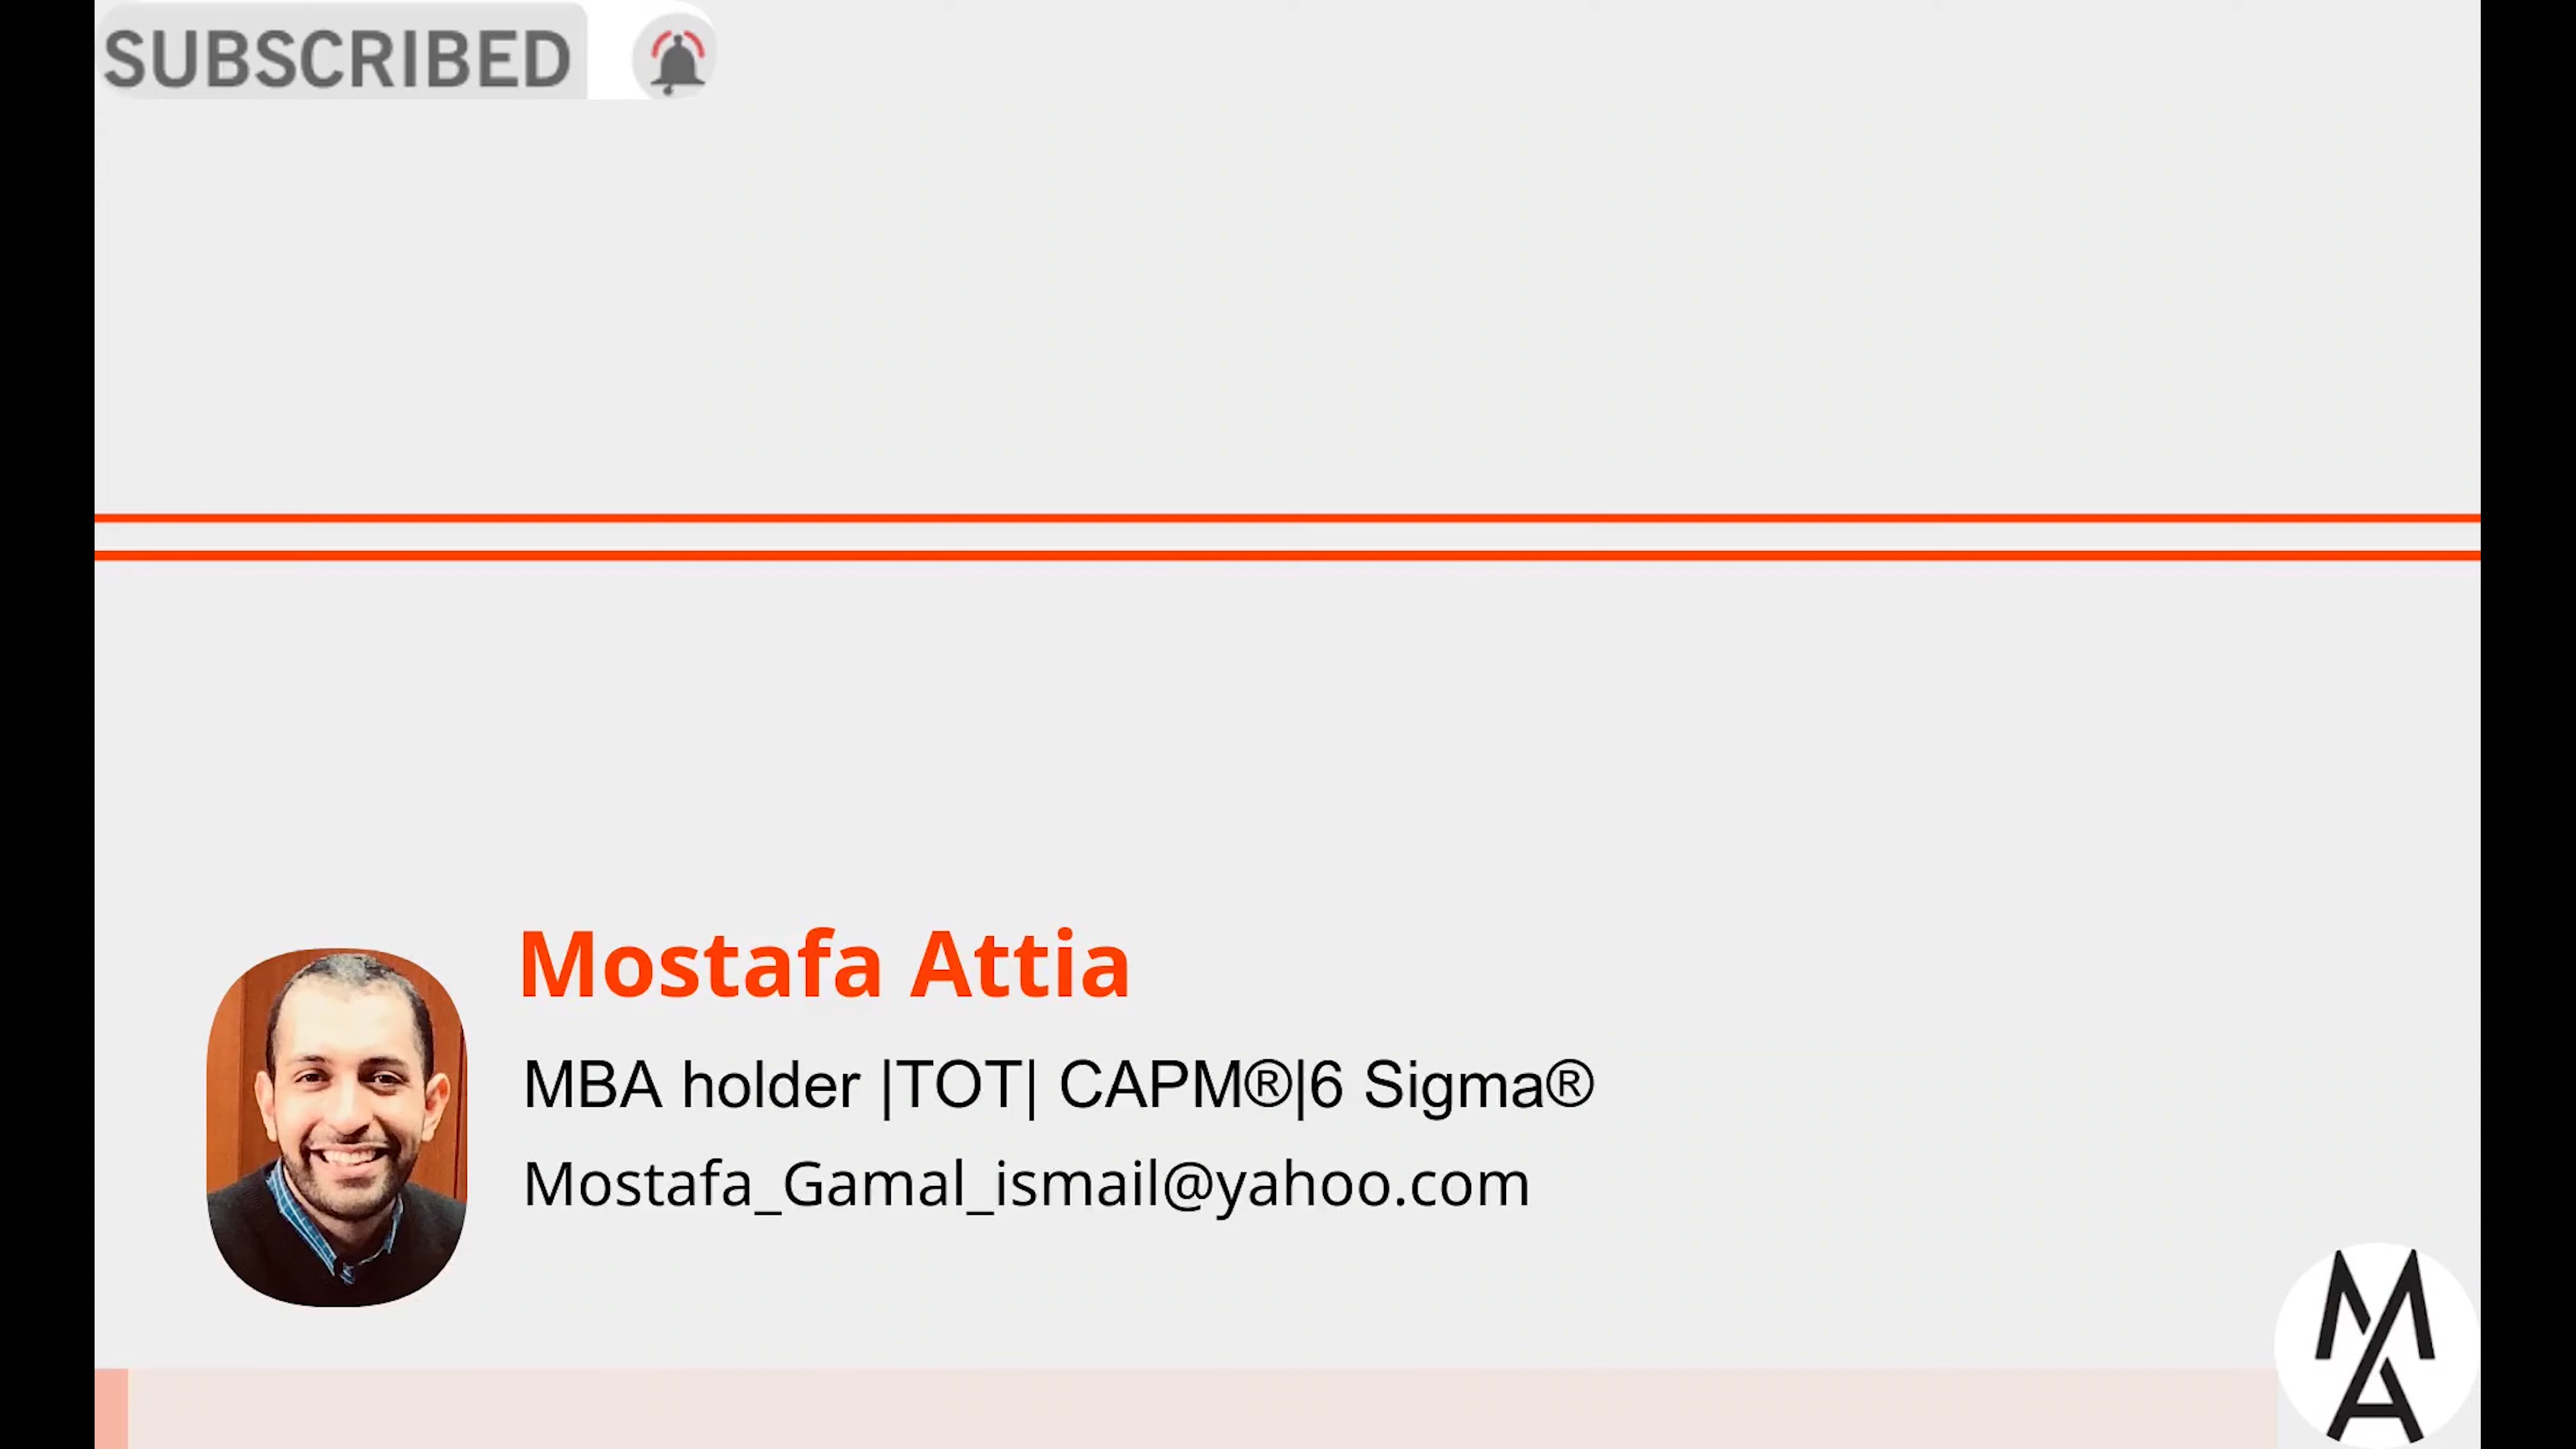 SUBSCRIBED
Mostafa Attia
MBA holder |TOT| CAPM®|6 Sigma®
Mostafa_Gamal_ismail@yahoo.com
MA